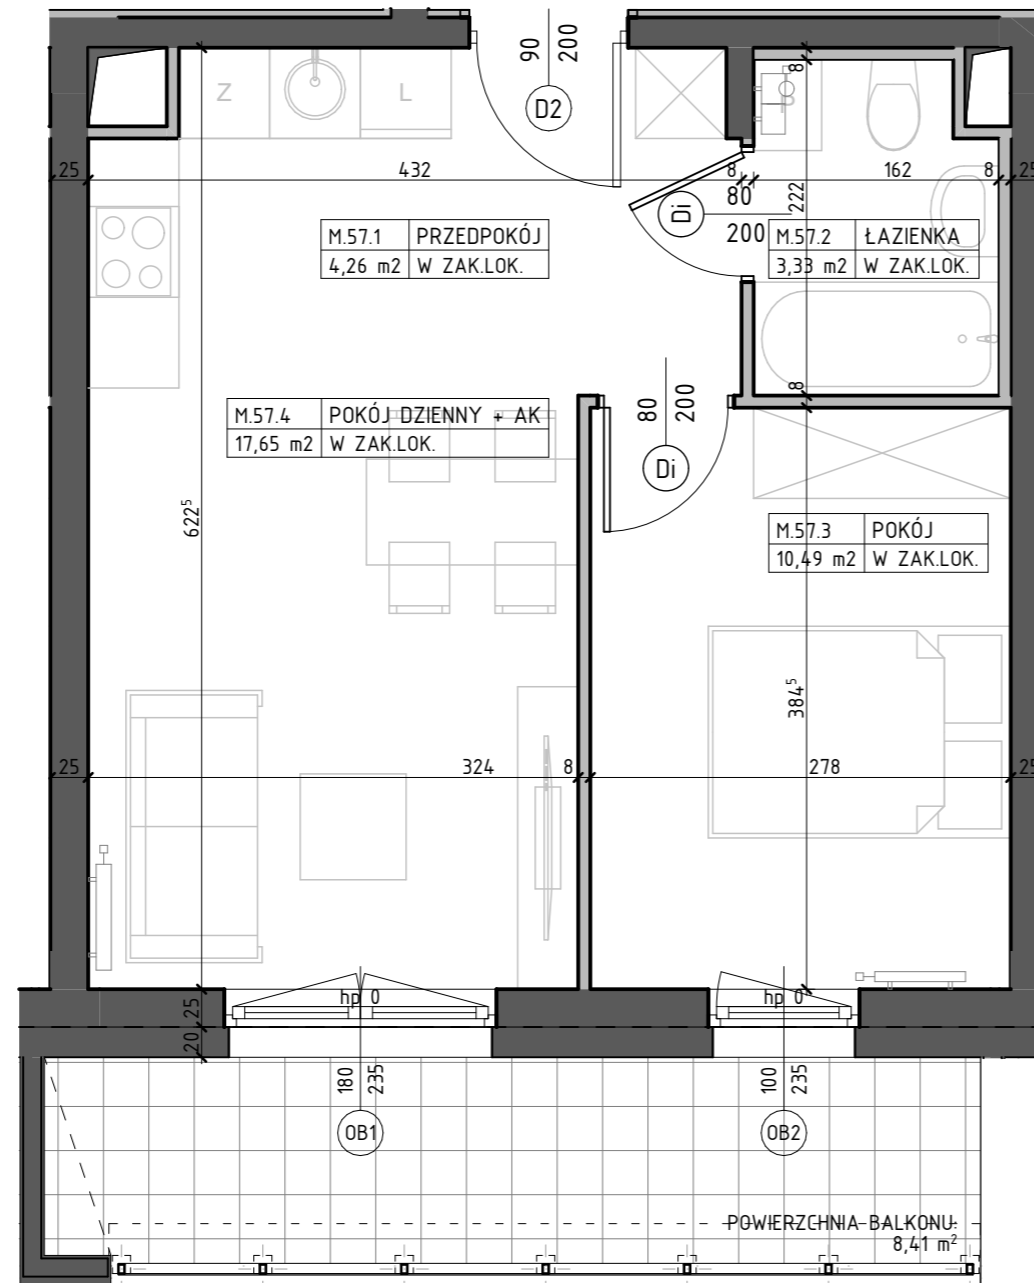 90
200
D2
Z
L
8
25
432
8
162
8
25
80
200
Di
222
M.57.1 PRZEDPOKÓJ
4,26 m2 W ZAK.LOK.
M.57.2 ŁAZIENKA
3,33 m2 W ZAK.LOK.
8
80
200
Di
M.57.4 POKÓJ DZIENNY + AK
17,65 m2 W ZAK.LOK.
622⁵
M.57.3 POKÓJ
10,49 m2 W ZAK.LOK.
384⁵
25
324
8
278
25
hp 0
hp 0
25
20
180
235
OB1
100
235
OB2
POWIERZCHNIA BALKONU:
8,41 m²